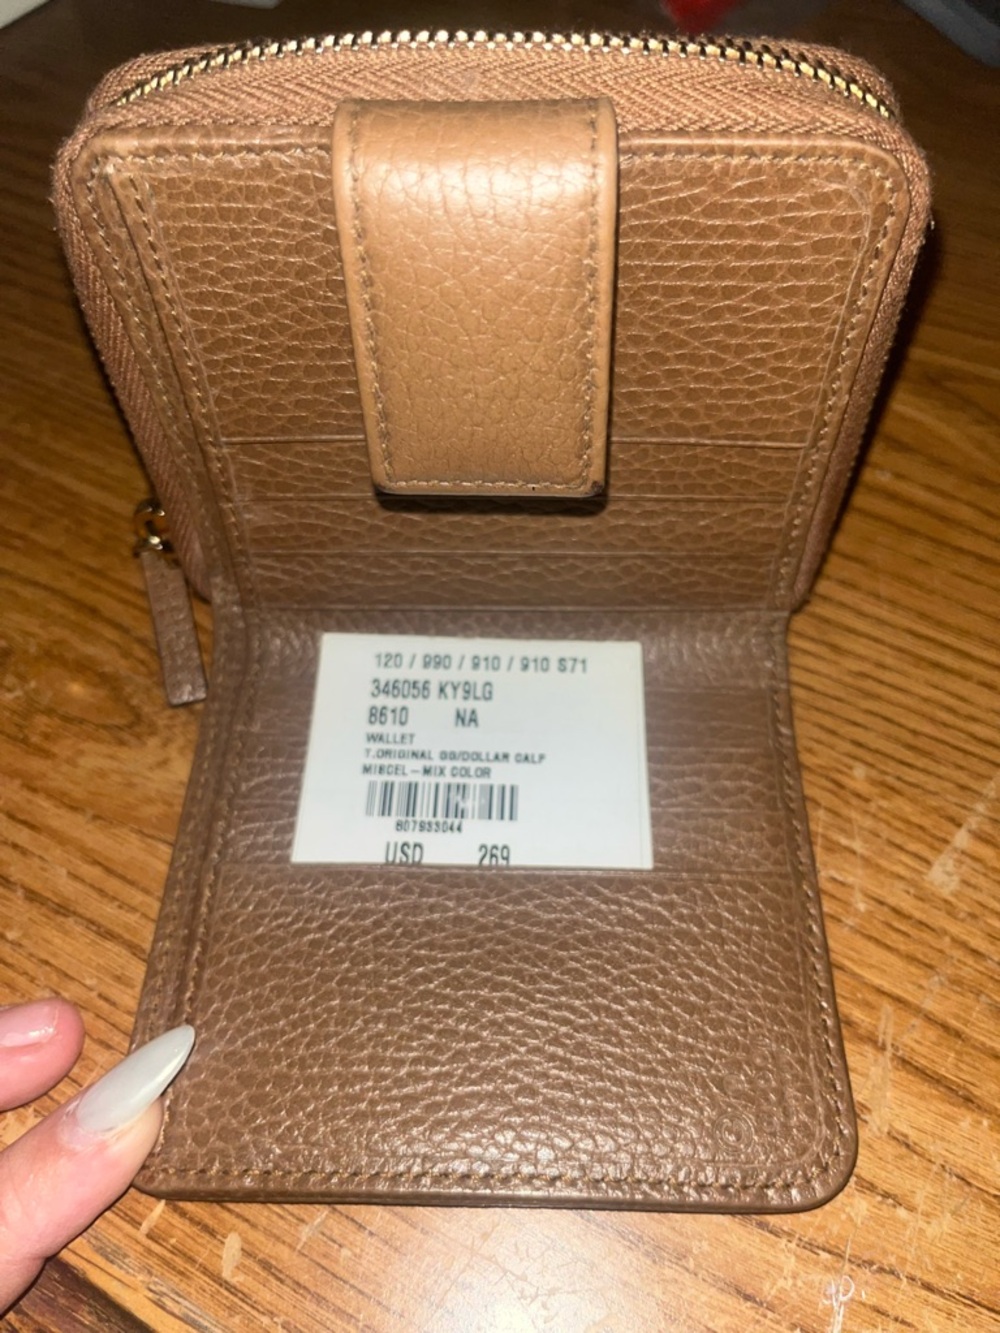 120 / 990 / 910 / 910 S71
346056 KY9LG
8610 NA
WALLET
T.ORIGINAL GG/DOLLAR CALF
MISCEL-MIX COLOR
807933044
USD 269